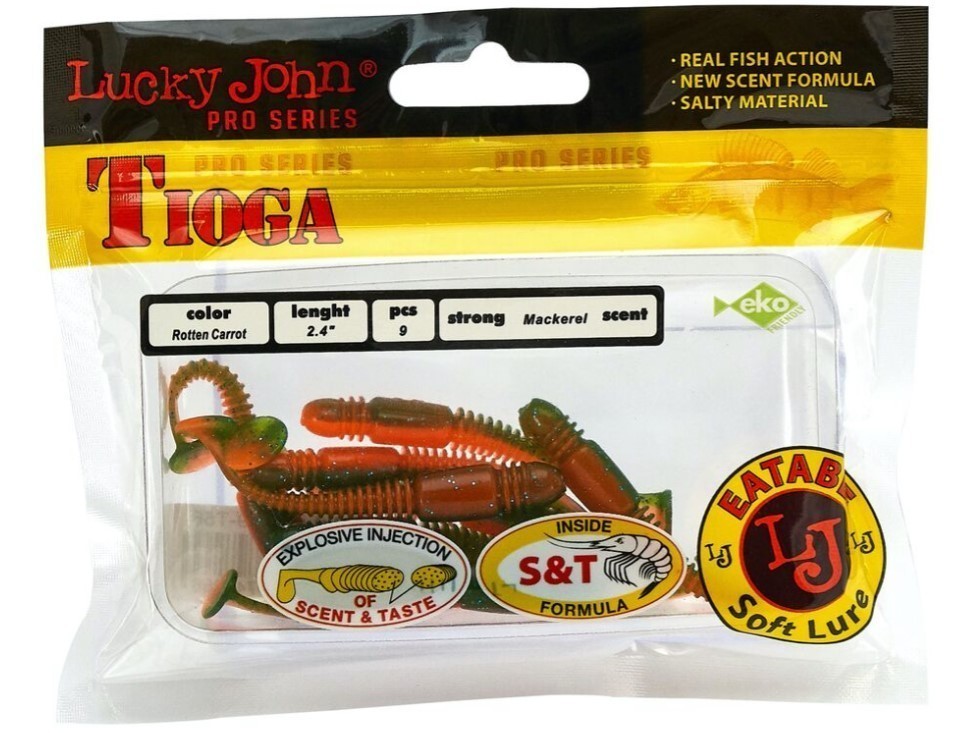 Lucky John®
PRO SERIES
· REAL FISH ACTION
· NEW SCENT FORMULA
· SALTY MATERIAL
PRO SERIES
PRO SERIES
TIOGA
color
Rotten Carrot
lenght
2.4"
pcs
9
strong Mackerel scent
eko
FRIENDLY
EXPLOSIVE INJECTION
OF
SCENT & TASTE
INSIDE
S&T
FORMULA
EATABE
LJ
LJ
LJ
Soft Lure